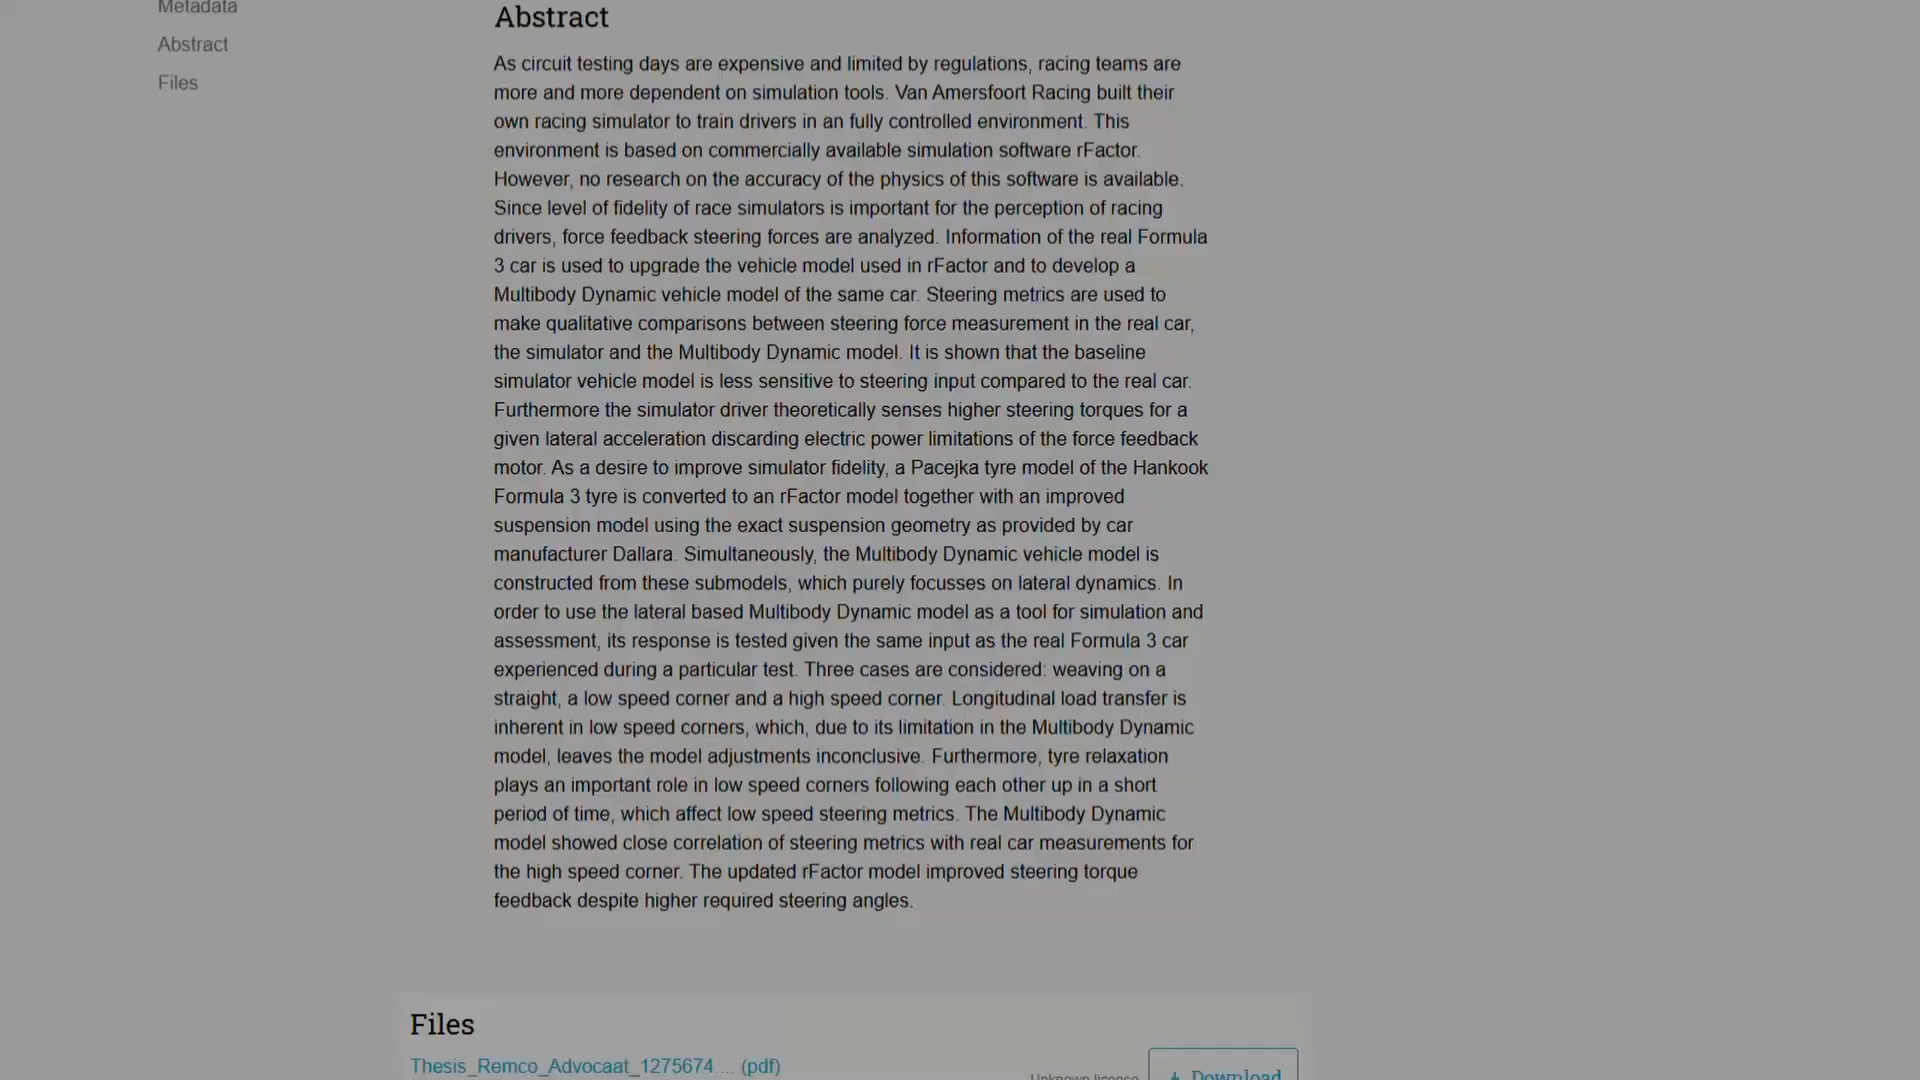 Metadata
Abstract
Files
Abstract
As circuit testing days are expensive and limited by regulations, racing teams are
more and more dependent on simulation tools. Van Amersfoort Racing built their
own racing simulator to train drivers in an fully controlled environment. This
environment is based on commercially available simulation software rFactor.
However, no research on the accuracy of the physics of this software is available.
Since level of fidelity of race simulators is important for the perception of racing
drivers, force feedback steering forces are analyzed. Information of the real Formula
3 car is used to upgrade the vehicle model used in rFactor and to develop a
Multibody Dynamic vehicle model of the same car. Steering metrics are used to
make qualitative comparisons between steering force measurement in the real car,
the simulator and the Multibody Dynamic model. It is shown that the baseline
simulator vehicle model is less sensitive to steering input compared to the real car.
Furthermore the simulator driver theoretically senses higher steering torques for a
given lateral acceleration discarding electric power limitations of the force feedback
motor. As a desire to improve simulator fidelity, a Pacejka tyre model of the Hankook
Formula 3 tyre is converted to an rFactor model together with an improved
suspension model using the exact suspension geometry as provided by car
manufacturer Dallara. Simultaneously, the Multibody Dynamic vehicle model is
constructed from these submodels, which purely focusses on lateral dynamics. In
order to use the lateral based Multibody Dynamic model as a tool for simulation and
assessment, its response is tested given the same input as the real Formula 3 car
experienced during a particular test. Three cases are considered: weaving on a
straight, a low speed corner and a high speed corner. Longitudinal load transfer is
inherent in low speed corners, which, due to its limitation in the Multibody Dynamic
model, leaves the model adjustments inconclusive. Furthermore, tyre relaxation
plays an important role in low speed corners following each other up in a short
period of time, which affect low speed steering metrics. The Multibody Dynamic
model showed close correlation of steering metrics with real car measurements for
the high speed corner. The updated rFactor model improved steering torque
feedback despite higher required steering angles.
Files
Thesis_Remco_Advocaat_1275674.... (pdf)
Unknown license
Download